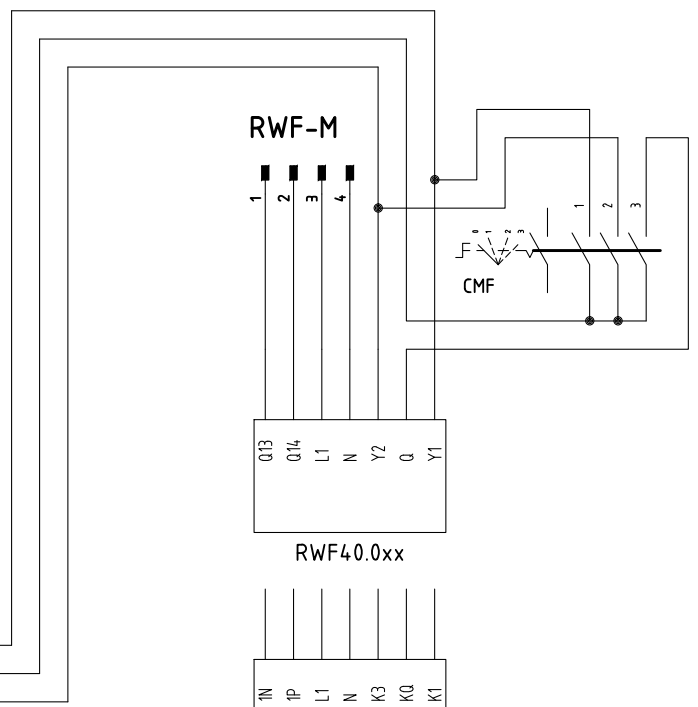 RWF-M
1 2 3 4
1 2 3
0 1 2 3
CMF
Q13 Q14 L1 N Y2 Q Y1
RWF40.0xx
1N 1P L1 N K3 KQ K1